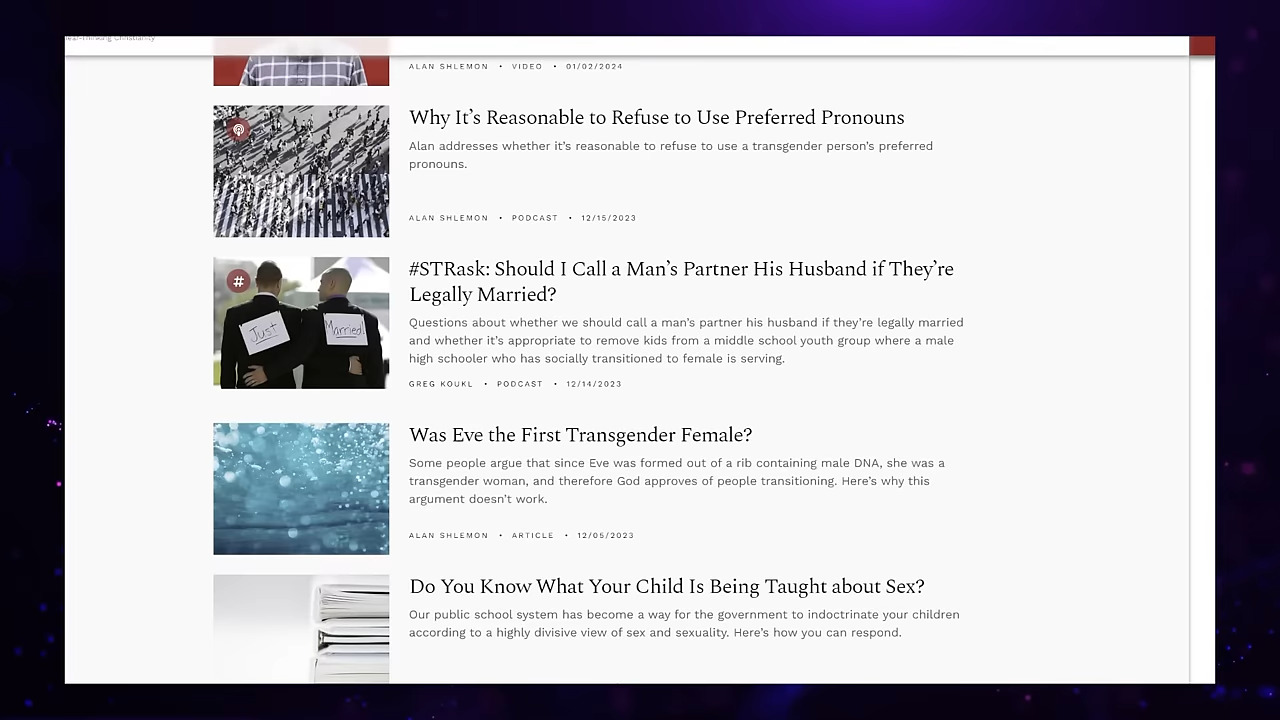 Clear-Thinking Christianity
ALAN SHLEMON • VIDEO • 01/02/2024
Why It’s Reasonable to Refuse to Use Preferred Pronouns
Alan addresses whether it’s reasonable to refuse to use a transgender person’s preferred
pronouns.
ALAN SHLEMON • PODCAST • 12/15/2023
#
#STRask: Should I Call a Man’s Partner His Husband if They’re
Legally Married?
Just
Married!
Questions about whether we should call a man’s partner his husband if they’re legally married
and whether it’s appropriate to remove kids from a middle school youth group where a male
high schooler who has socially transitioned to female is serving.
GREG KOUKL • PODCAST • 12/14/2023
Was Eve the First Transgender Female?
Some people argue that since Eve was formed out of a rib containing male DNA, she was a
transgender woman, and therefore God approves of people transitioning. Here’s why this
argument doesn’t work.
ALAN SHLEMON • ARTICLE • 12/05/2023
Do You Know What Your Child Is Being Taught about Sex?
Our public school system has become a way for the government to indoctrinate your children
according to a highly divisive view of sex and sexuality. Here’s how you can respond.